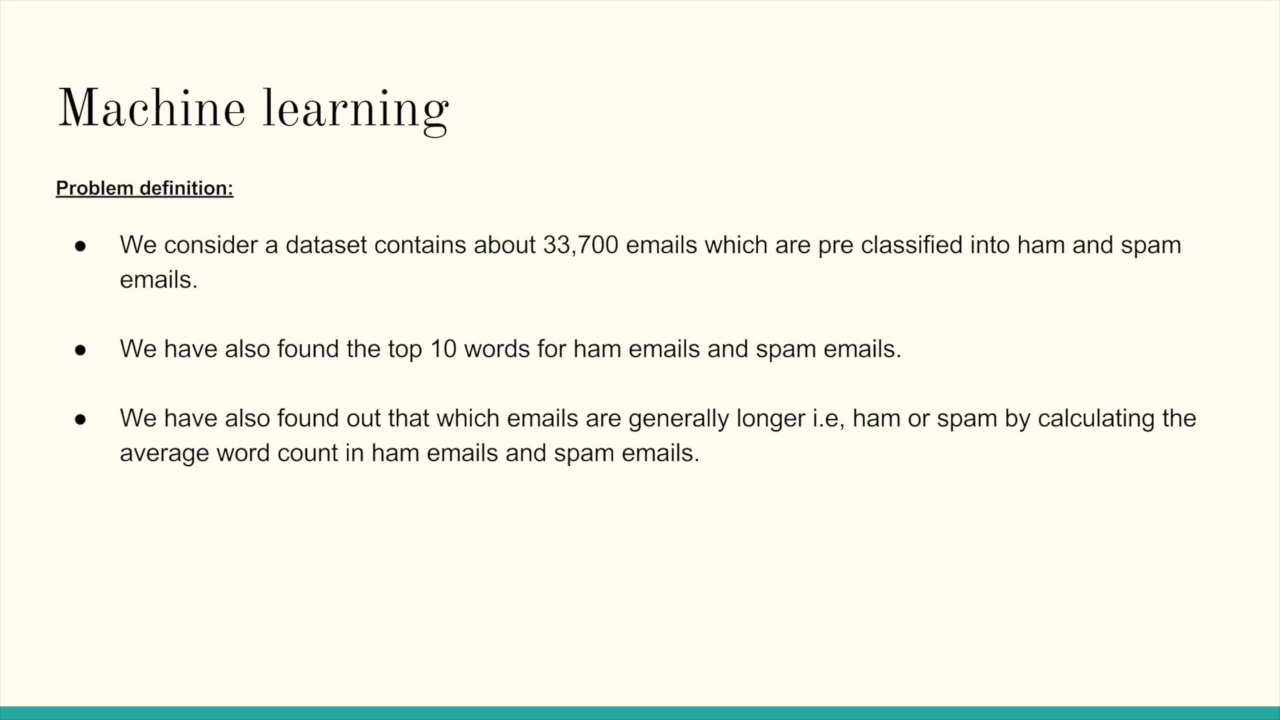 Machine learning
Problem definition:
● We consider a dataset contains about 33,700 emails which are pre classified into ham and spam
emails.
● We have also found the top 10 words for ham emails and spam emails.
● We have also found out that which emails are generally longer i.e, ham or spam by calculating the
average word count in ham emails and spam emails.